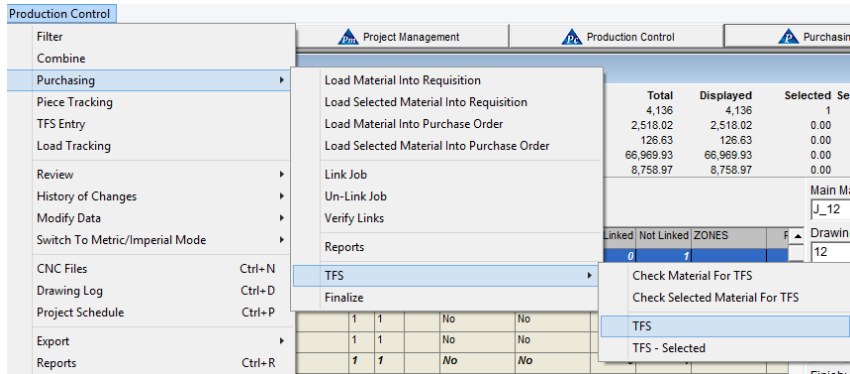 Production Control
Filter
Combine
Purchasing
Piece Tracking
TFS Entry
Load Tracking
Review
History of Changes
Modify Data
Switch To Metric/Imperial Mode
CNC Files Ctrl+N
Drawing Log Ctrl+D
Project Schedule Ctrl+P
Export
Reports Ctrl+R
Load Material Into Requisition
Load Selected Material Into Requisition
Load Material Into Purchase Order
Load Selected Material Into Purchase Order
Link Job
Un-Link Job
Verify Links
Reports
TFS
Finalize
Check Material For TFS
Check Selected Material For TFS
TFS
TFS - Selected
Pm Project Management Pc Production Control P Purchasin
Total Displayed Selected Se
4,136 4,136 1
2,518.02 2,518.02 0.00
126.63 126.63 0.00
66,969.93 66,969.93 0.00
8,758.97 8,758.97 0.00
Main Ma
J_12
Drawin
12
Linked Not Linked ZONES
0 1
1 1 No No
1 1 No No
1 1 No No